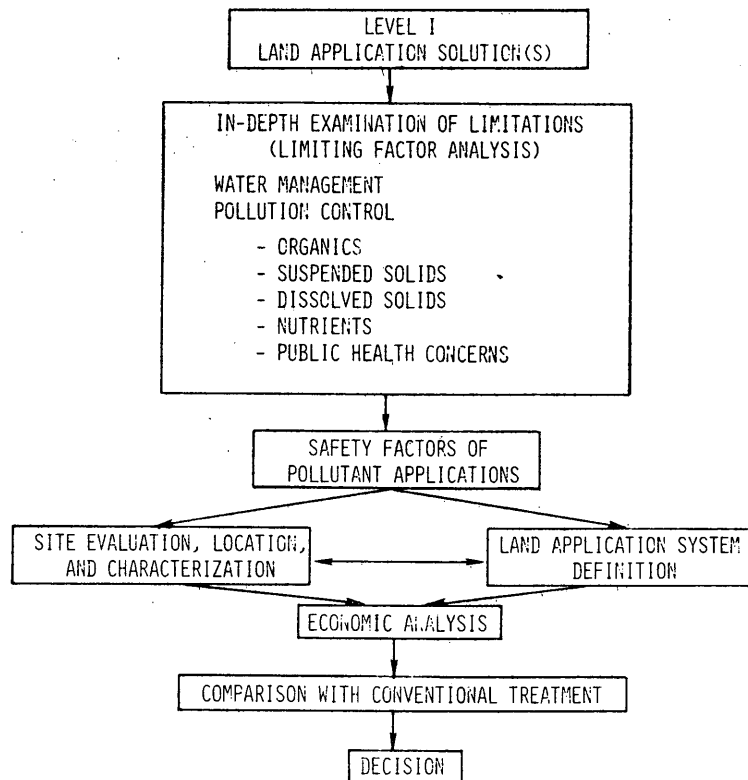 LEVEL I
LAND APPLICATION SOLUTION(S)
IN-DEPTH EXAMINATION OF LIMITATIONS
(LIMITING FACTOR ANALYSIS)
WATER MANAGEMENT
POLLUTION CONTROL
- ORGANICS
- SUSPENDED SOLIDS
- DISSOLVED SOLIDS
- NUTRIENTS
- PUBLIC HEALTH CONCERNS
SAFETY FACTORS OF
POLLUTANT APPLICATIONS
SITE EVALUATION, LOCATION,
AND CHARACTERIZATION
LAND APPLICATION SYSTEM
DEFINITION
ECONOMIC ANALYSIS
COMPARISON WITH CONVENTIONAL TREATMENT
DECISION